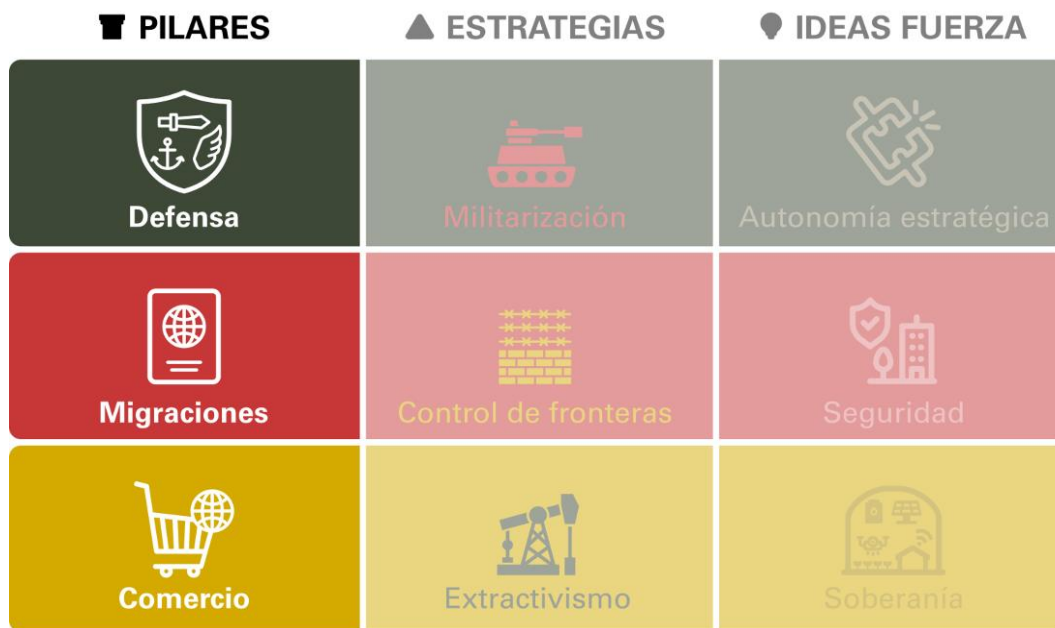 PILARES
ESTRATEGIAS
IDEAS FUERZA
Defensa
Militarización
Autonomía estratégica
Migraciones
Control de fronteras
Seguridad
Comercio
Extractivismo
Soberanía